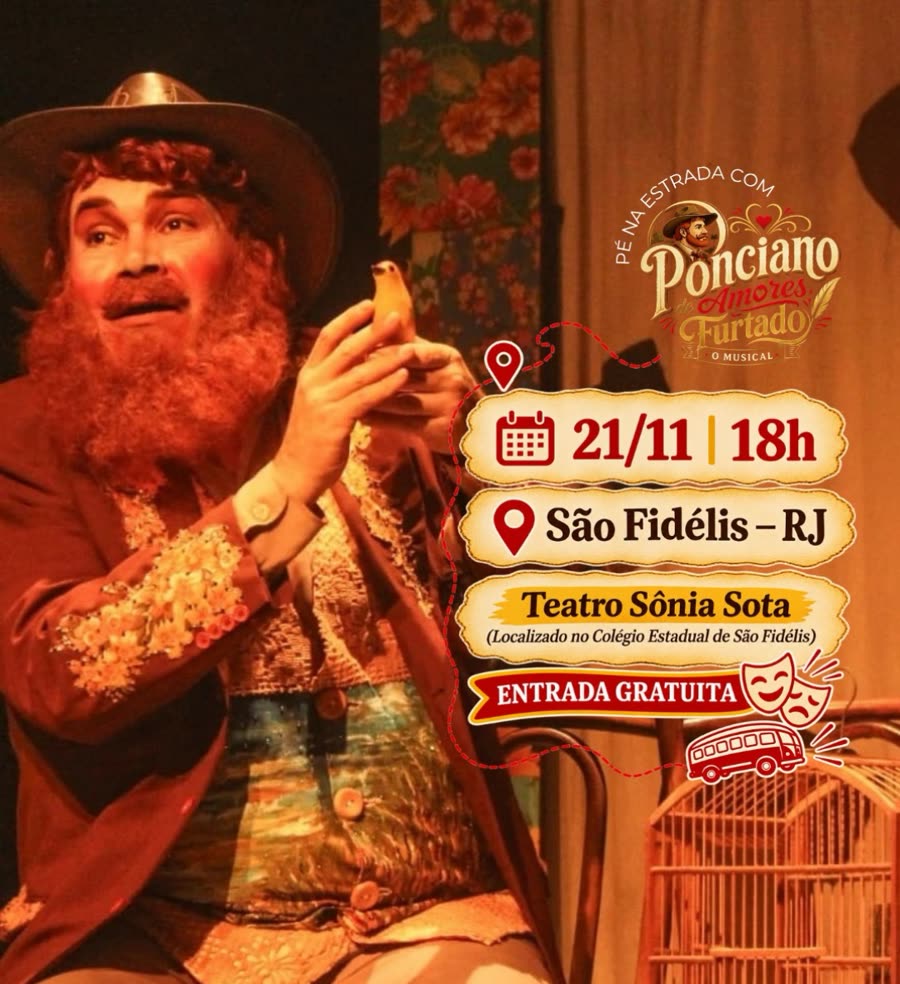 PÉ NA ESTRADA COM
Ponciano
de Amores
Furtado
O MUSICAL
21/11 | 18h
São Fidélis – RJ
Teatro Sônia Sota
(Localizado no Colégio Estadual de São Fidélis)
ENTRADA GRATUITA